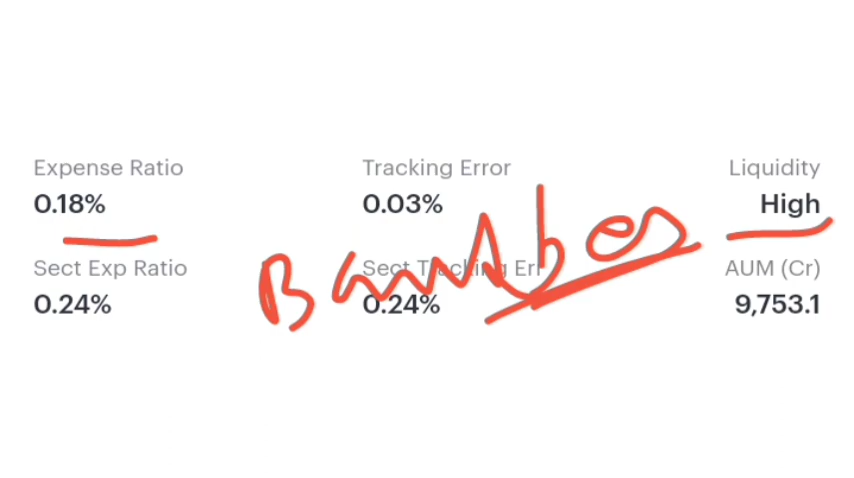 Expense Ratio Tracking Error Liquidity
0.18% 0.03% High
Sect Exp Ratio Sect Tracking Err AUM (Cr)
0.24% 0.24% 9,753.1